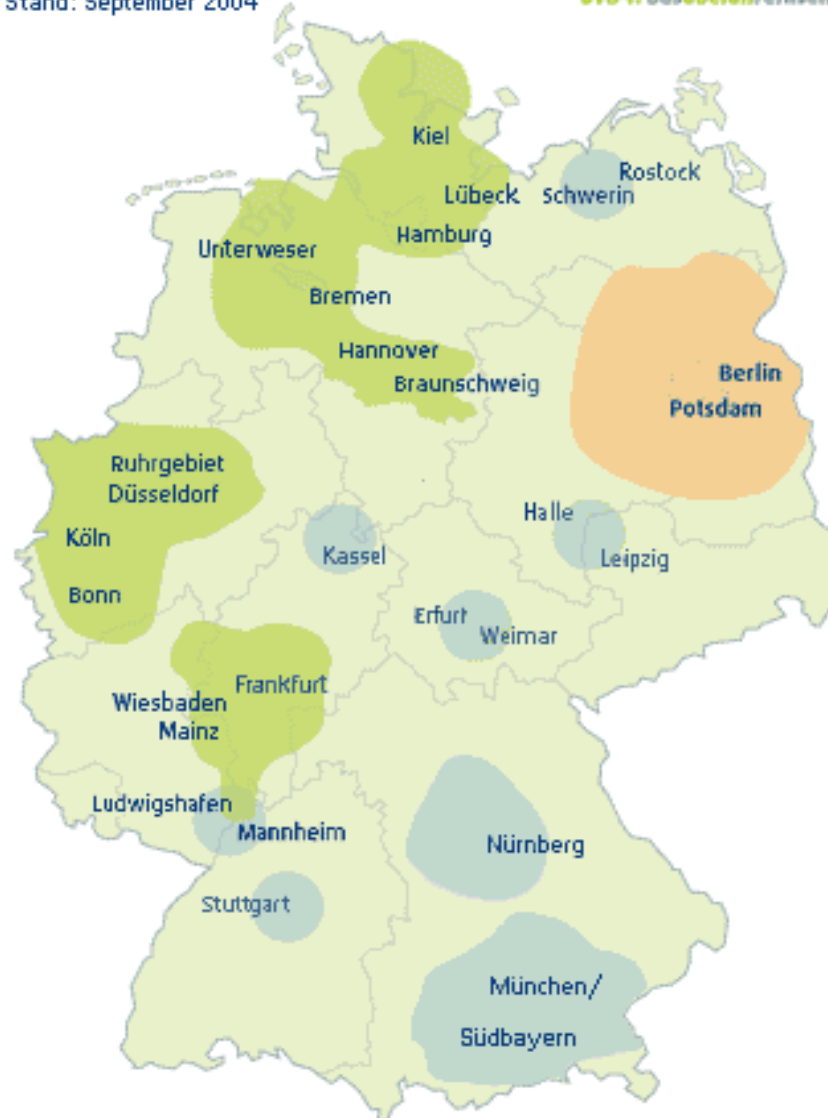 Stand: September 2004
Kiel
Rostock
Lübeck
Schwerin
Hamburg
Unterweser
Bremen
Hannover
Braunschweig
Berlin
Potsdam
Ruhrgebiet
Düsseldorf
Halle
Köln
Kassel
Leipzig
Bonn
Erfurt
Weimar
Frankfurt
Wiesbaden
Mainz
Ludwigshafen
Mannheim
Nürnberg
Stuttgart
München/
Südbayern